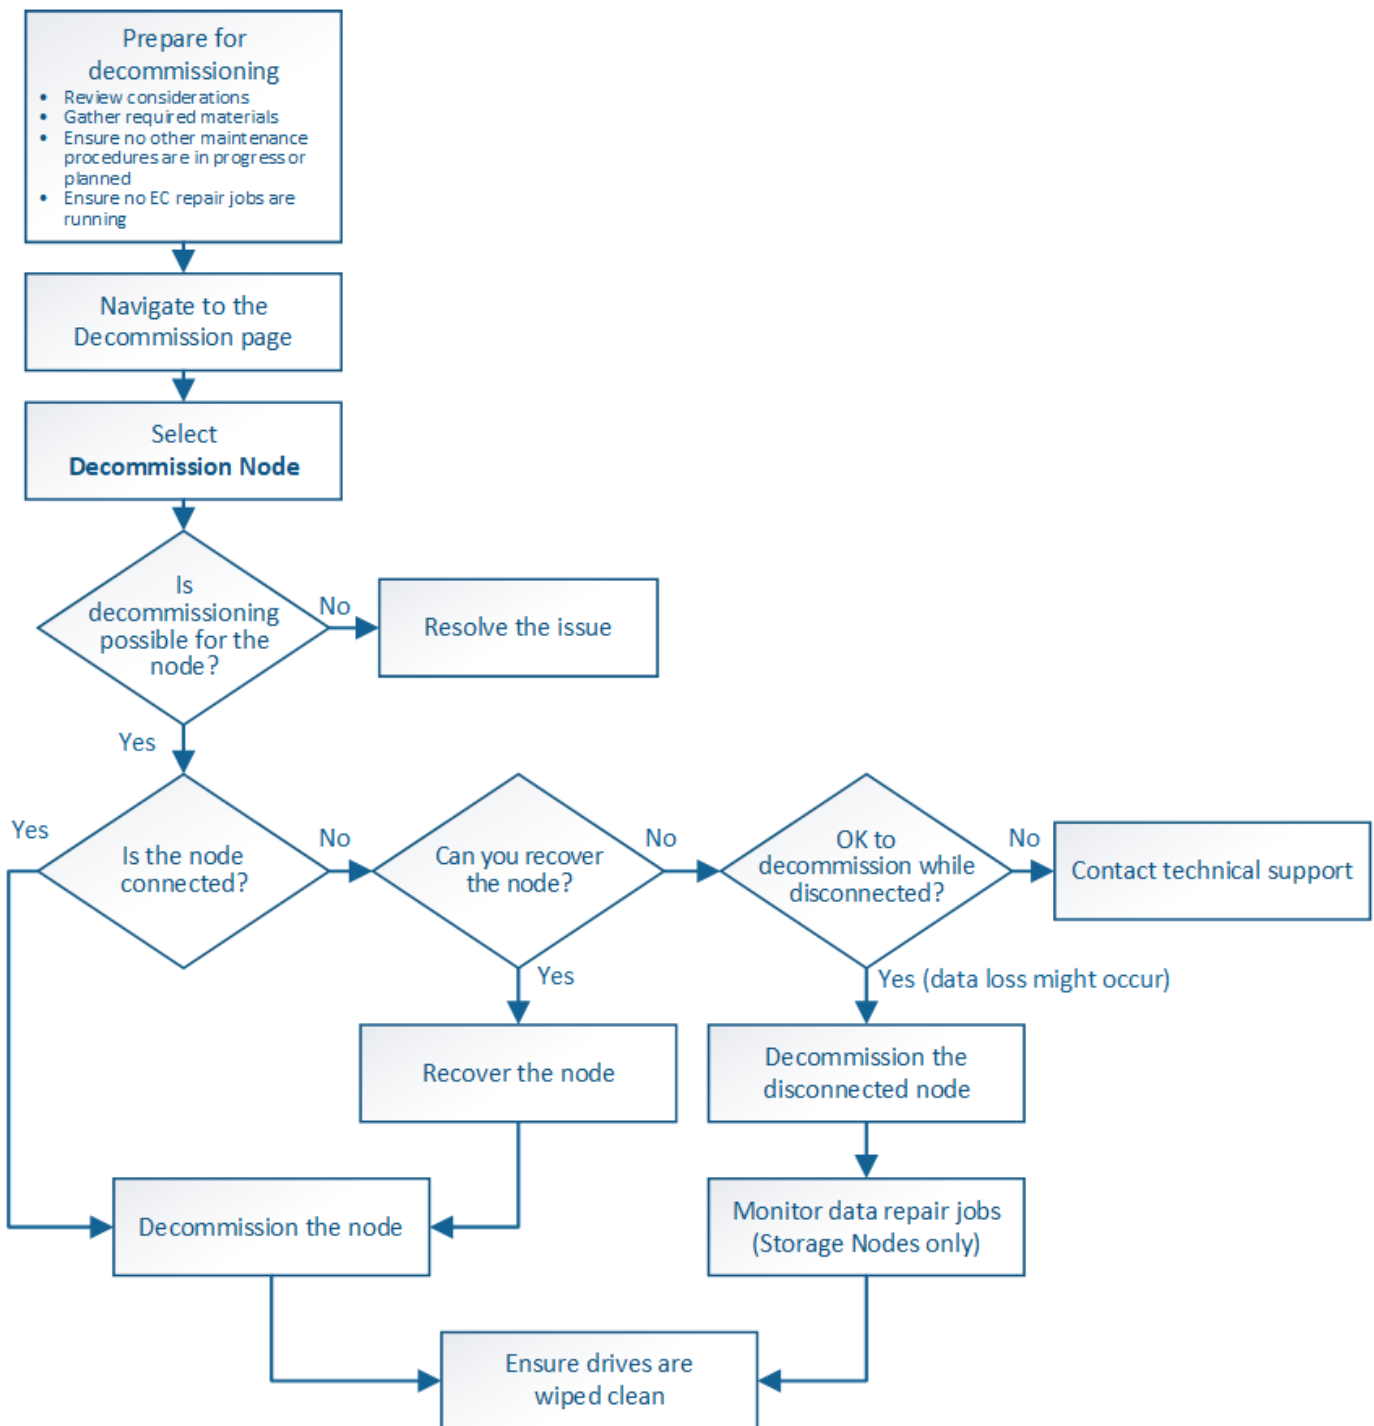 Prepare for
decommissioning
• Review considerations
• Gather required materials
• Ensure no other maintenance
procedures are in progress or
planned
• Ensure no EC repair jobs are
running
Navigate to the
Decommission page
Select
Decommission Node
Is
decommissioning
possible for the
node?
No
Resolve the issue
Yes
Yes
Is the node
connected?
No
Can you recover
the node?
No
OK to
decommission while
disconnected?
No
Contact technical support
Yes
Yes (data loss might occur)
Recover the node
Decommission the
disconnected node
Decommission the node
Monitor data repair jobs
(Storage Nodes only)
Ensure drives are
wiped clean